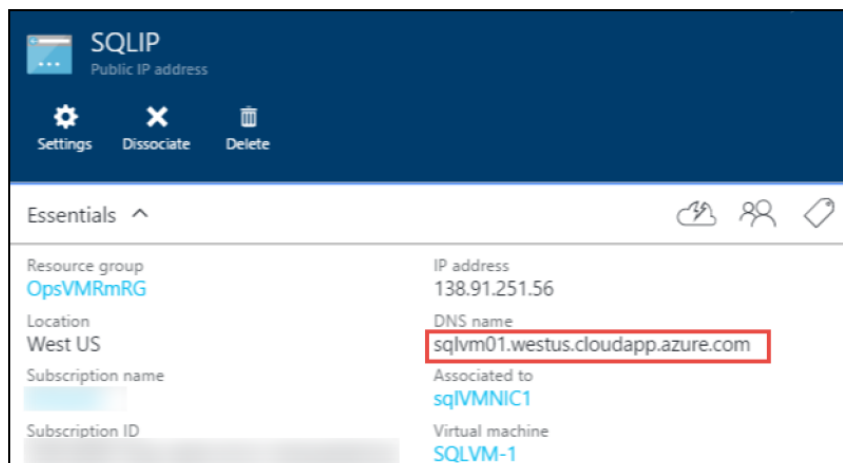 SQLIP
Public IP address
Settings Dissociate Delete
Essentials
Resource group
OpsVMRmRG
Location
West US
Subscription name
Subscription ID
IP address
138.91.251.56
DNS name
sqlvm01.westus.cloudapp.azure.com
Associated to
sqlVMNIC1
Virtual machine
SQLVM-1